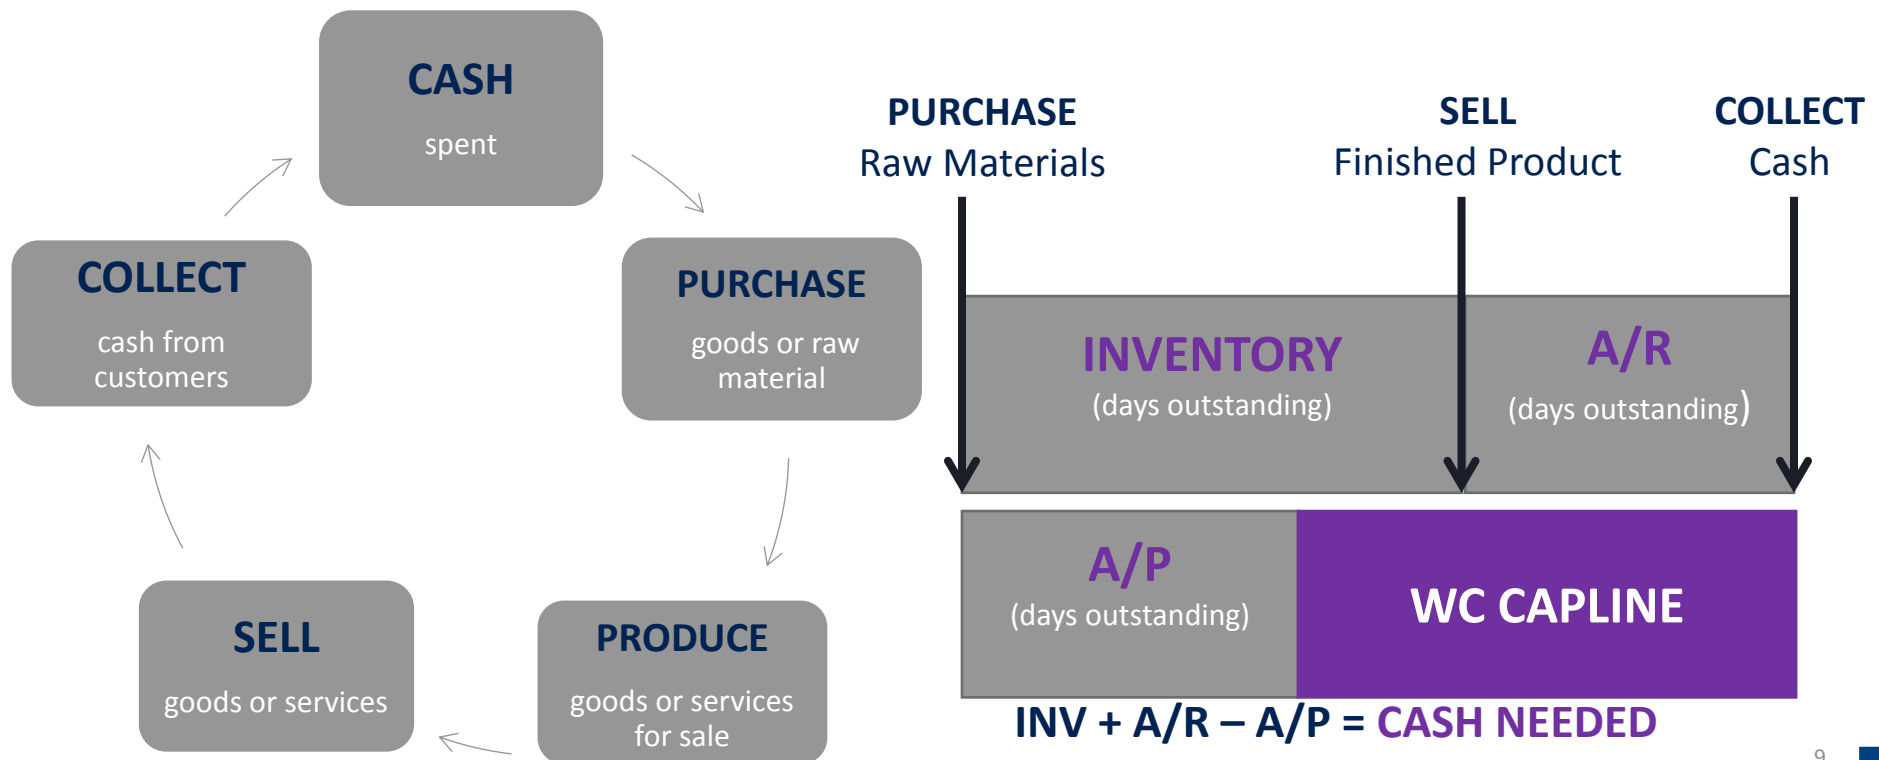 CASH
spent
PURCHASE
goods or raw
material
PRODUCE
goods or services
for sale
SELL
goods or services
COLLECT
cash from
customers
PURCHASE
Raw Materials
SELL
Finished Product
COLLECT
Cash
INVENTORY
(days outstanding)
A/R
(days outstanding)
A/P
(days outstanding)
WC CAPLINE
INV + A/R – A/P = CASH NEEDED
9